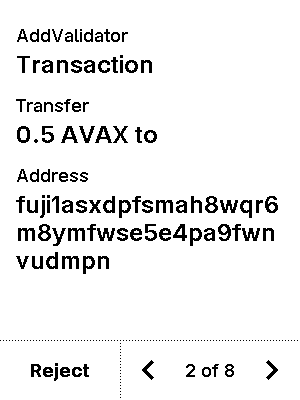 AddValidator
Transaction
Transfer
0.5 AVAX to
Address
fuji1asxdpfsmah8wqr6
m8ymfwse5e4pa9fwn
vudmpn
Reject
2 of 8